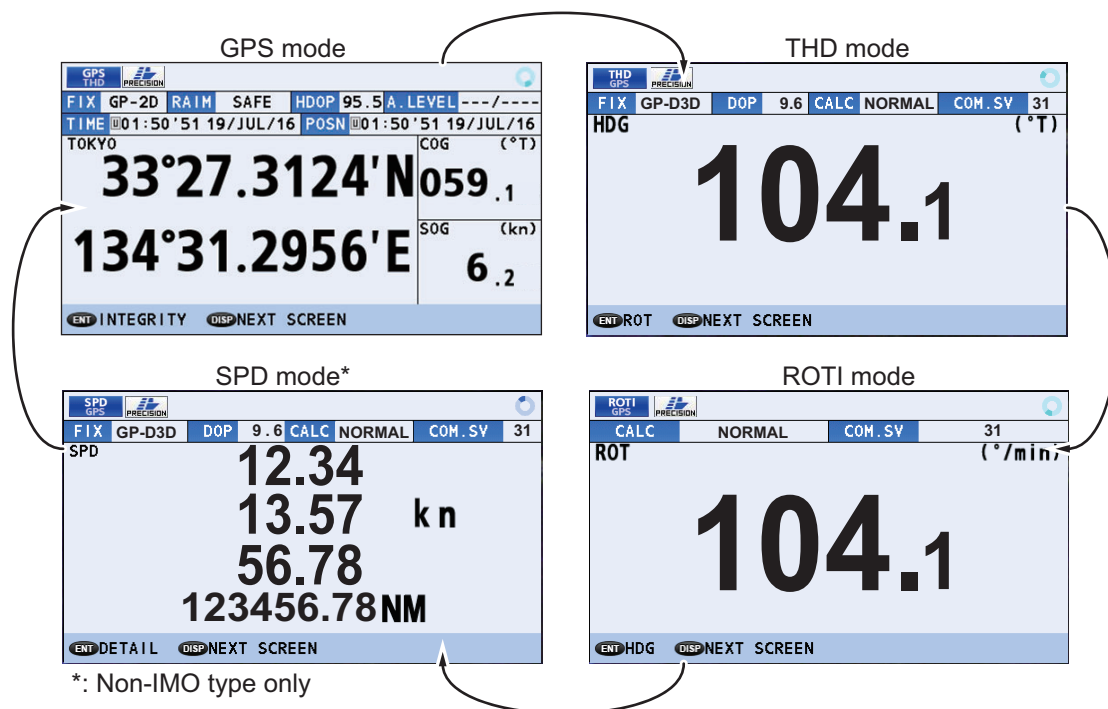 GPS mode
GPS
THD
PRECISION
FIX GP-2D RAIM SAFE HDOP 95.5 A.LEVEL ---/----
TIME U01:50'51 19/JUL/16 POSN U01:50'51 19/JUL/16
TOKYO
33°27.3124'N
134°31.2956'E
COG (°T)
059.1
SOG (kn)
6.2
ENT INTEGRITY DISP NEXT SCREEN
THD mode
THD
GPS
PRECISION
FIX GP-D3D DOP 9.6 CALC NORMAL COM.SV 31
HDG (°T)
104.1
ENT ROT DISP NEXT SCREEN
SPD mode*
SPD
GPS
PRECISION
FIX GP-D3D DOP 9.6 CALC NORMAL COM.SV 31
SPD
12.34
13.57 kn
56.78
123456.78NM
ENT DETAIL DISP NEXT SCREEN
*: Non-IMO type only
ROTI mode
ROTI
GPS
PRECISION
CALC NORMAL COM.SV 31
ROT (°/min)
104.1
ENT HDG DISP NEXT SCREEN